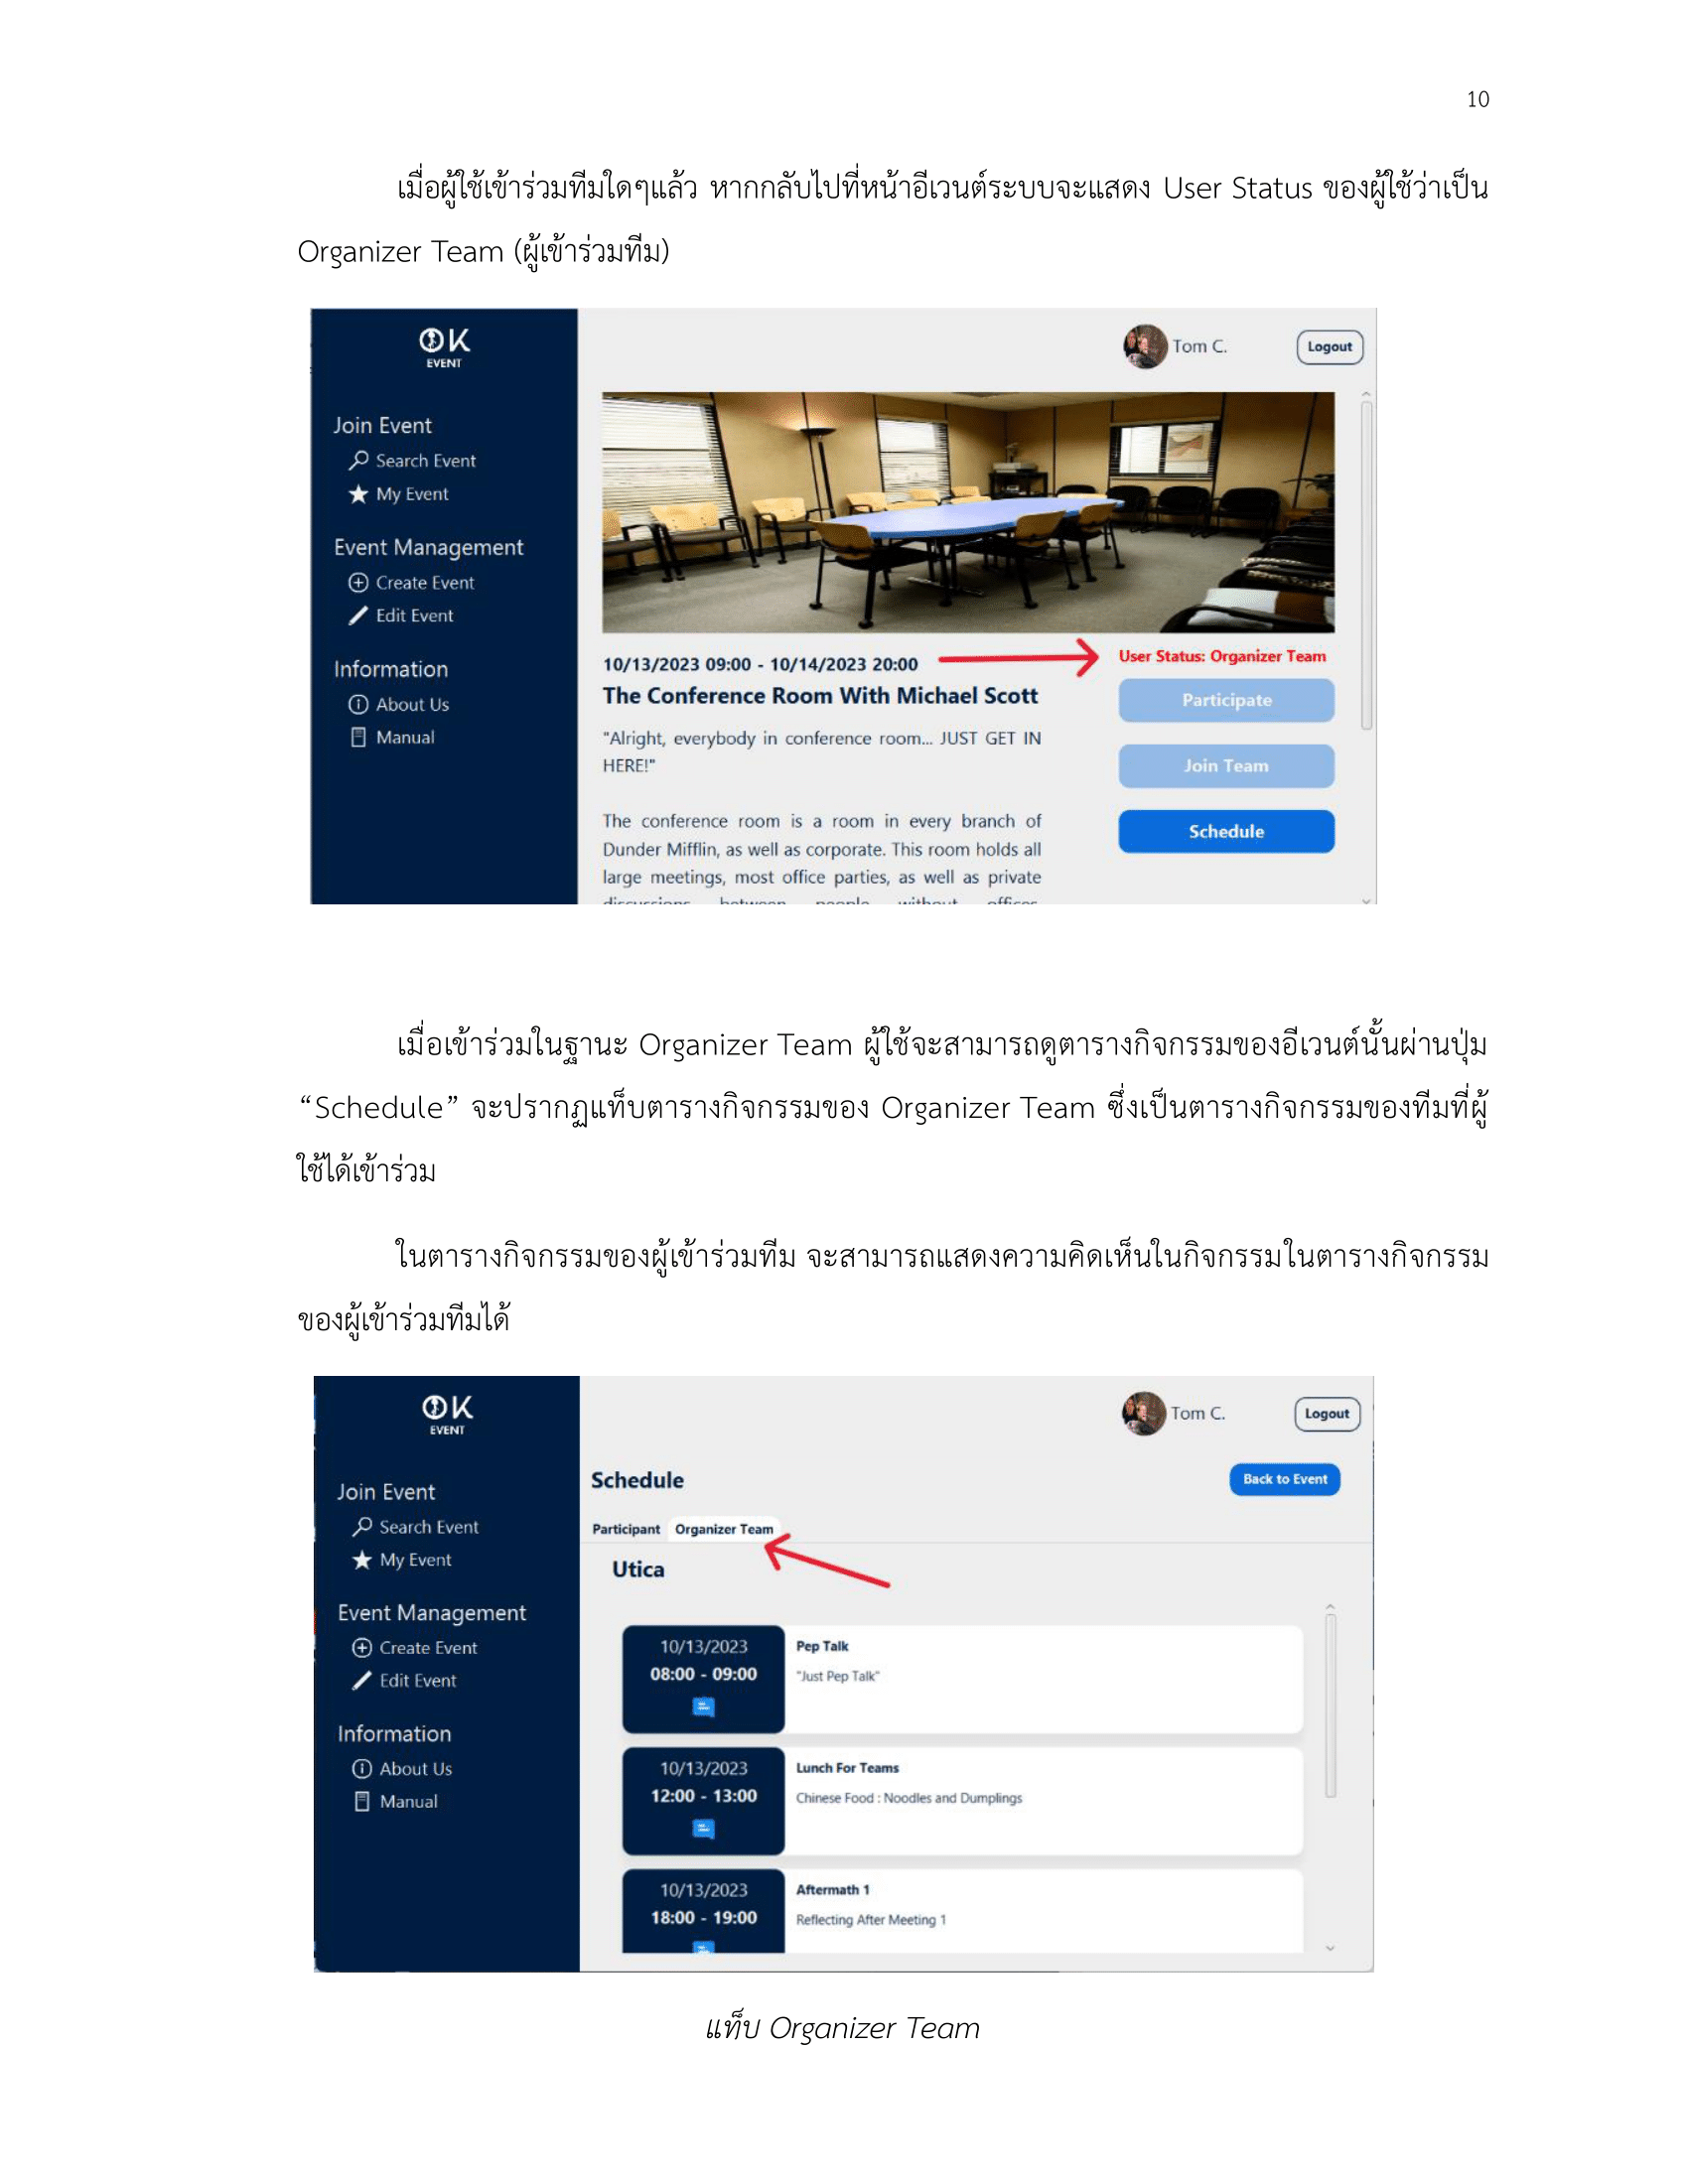 10
เมื่อผู้ใช้เข้าร่วมทีมใดๆแล้ว หากกลับไปที่หน้าอีเวนต์ระบบจะแสดง User Status ของผู้ใช้ว่าเป็น
Organizer Team (ผู้เข้าร่วมทีม)
OK
EVENT
Tom C.
Logout
Join Event
Search Event
My Event
Event Management
Create Event
Edit Event
Information
About Us
Manual
10/13/2023 09:00 - 10/14/2023 20:00
The Conference Room With Michael Scott
"Alright, everybody in conference room... JUST GET IN
HERE!"
The conference room is a room in every branch of
Dunder Mifflin, as well as corporate. This room holds all
large meetings, most office parties, as well as private
discussions between people without offices.
User Status: Organizer Team
Participate
Join Team
Schedule
เมื่อเข้าร่วมในฐานะ Organizer Team ผู้ใช้จะสามารถดูตารางกิจกรรมของอีเวนต์นั้นผ่านปุ่ม
“Schedule” จะปรากฏแท็บตารางกิจกรรมของ Organizer Team ซึ่งเป็นตารางกิจกรรมของทีมที่ผู้
ใช้ได้เข้าร่วม
ในตารางกิจกรรมของผู้เข้าร่วมทีม จะสามารถแสดงความคิดเห็นในกิจกรรมในตารางกิจกรรม
ของผู้เข้าร่วมทีมได้
OK
EVENT
Tom C.
Logout
Join Event
Search Event
My Event
Event Management
Create Event
Edit Event
Information
About Us
Manual
Schedule
Back to Event
Participant Organizer Team
Utica
10/13/2023
08:00 - 09:00
Pep Talk
"Just Pep Talk"
10/13/2023
12:00 - 13:00
Lunch For Teams
Chinese Food : Noodles and Dumplings
10/13/2023
18:00 - 19:00
Aftermath 1
Reflecting After Meeting 1
แท็บ Organizer Team